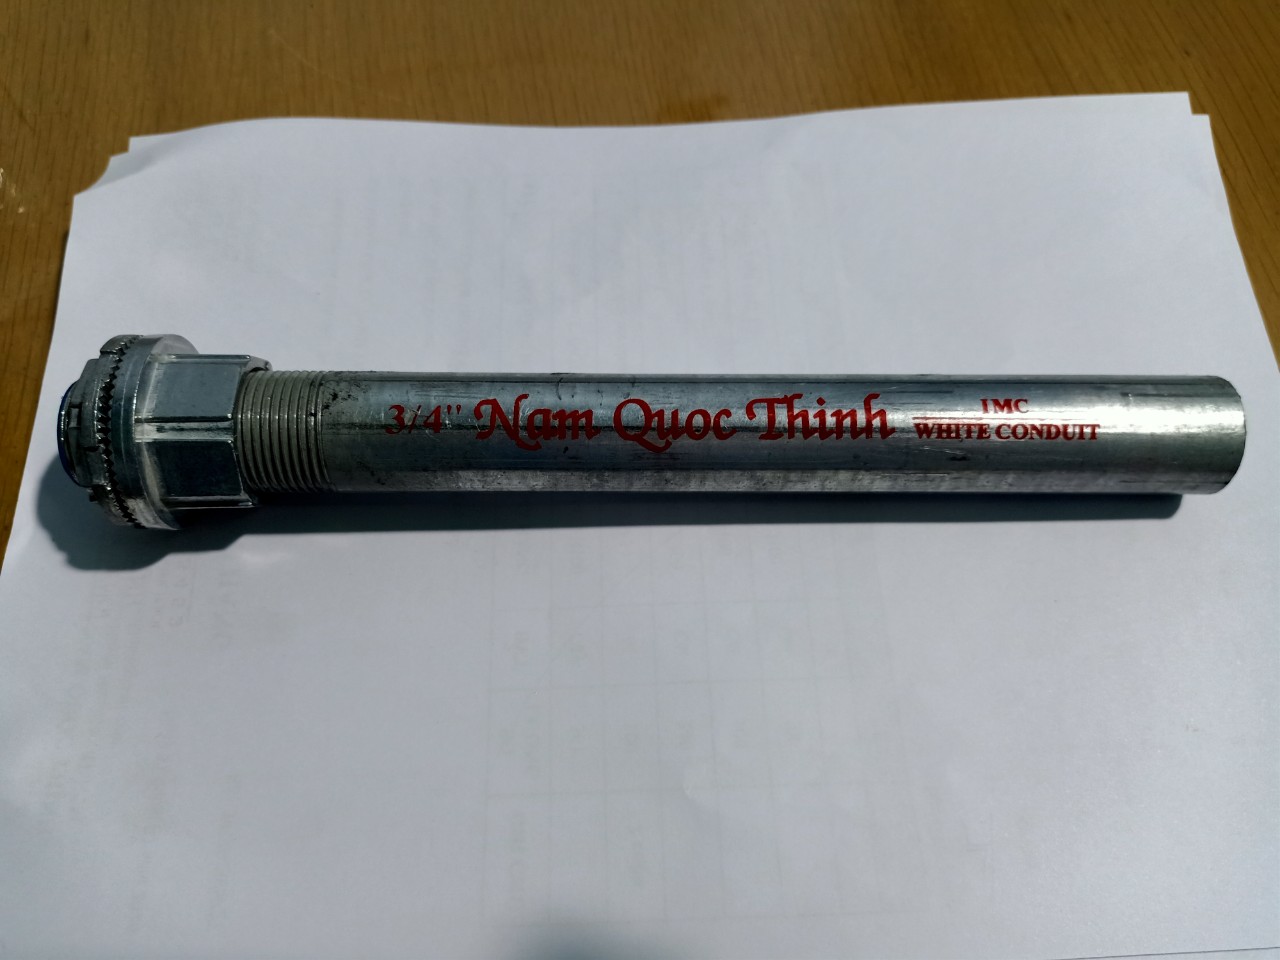 3/4" Nam Quoc Thinh
IMC
WHITE CONDUIT